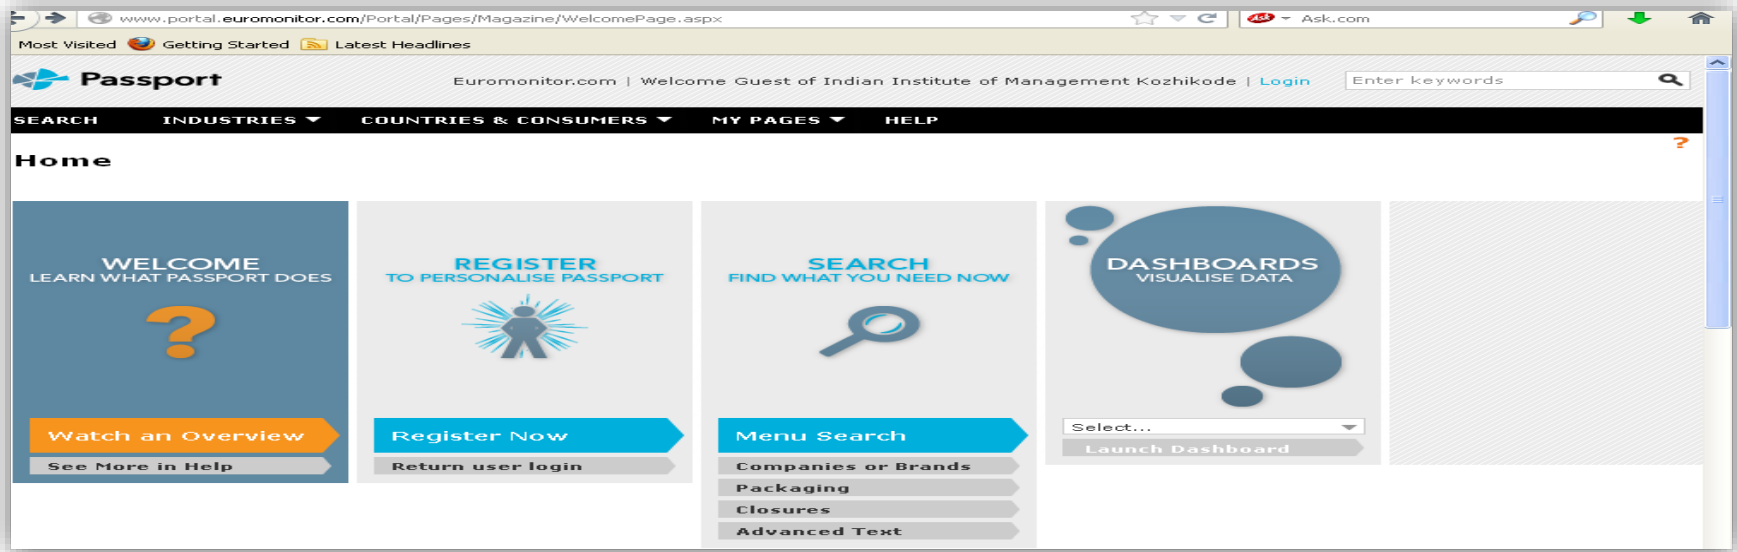 www.portal.euromonitor.com/Portal/Pages/Magazine/WelcomePage.aspx
Ask.com
Most Visited Getting Started Latest Headlines
Passport
Euromonitor.com | Welcome Guest of Indian Institute of Management Kozhikode | Login
Enter keywords
SEARCH INDUSTRIES COUNTRIES & CONSUMERS MY PAGES HELP
?
Home
WELCOME
LEARN WHAT PASSPORT DOES
?
Watch an Overview
See More in Help
REGISTER
TO PERSONALISE PASSPORT
Register Now
Return user login
SEARCH
FIND WHAT YOU NEED NOW
Menu Search
Companies or Brands
Packaging
Closures
Advanced Text
DASHBOARDS
VISUALISE DATA
Select...
Launch Dashboard